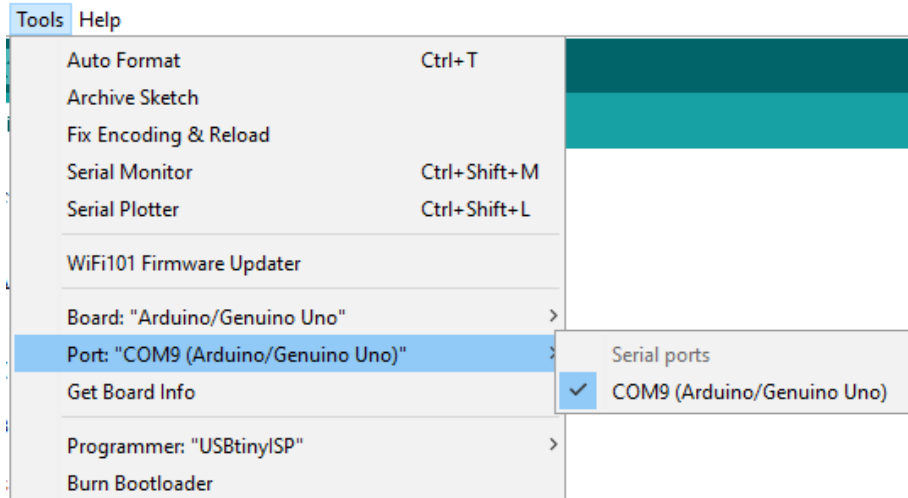 Tools Help
Auto Format Ctrl+T
Archive Sketch
Fix Encoding & Reload
Serial Monitor Ctrl+Shift+M
Serial Plotter Ctrl+Shift+L
WiFi101 Firmware Updater
Board: "Arduino/Genuino Uno"
Port: "COM9 (Arduino/Genuino Uno)"
Serial ports
COM9 (Arduino/Genuino Uno)
Get Board Info
Programmer: "USBtinyISP"
Burn Bootloader